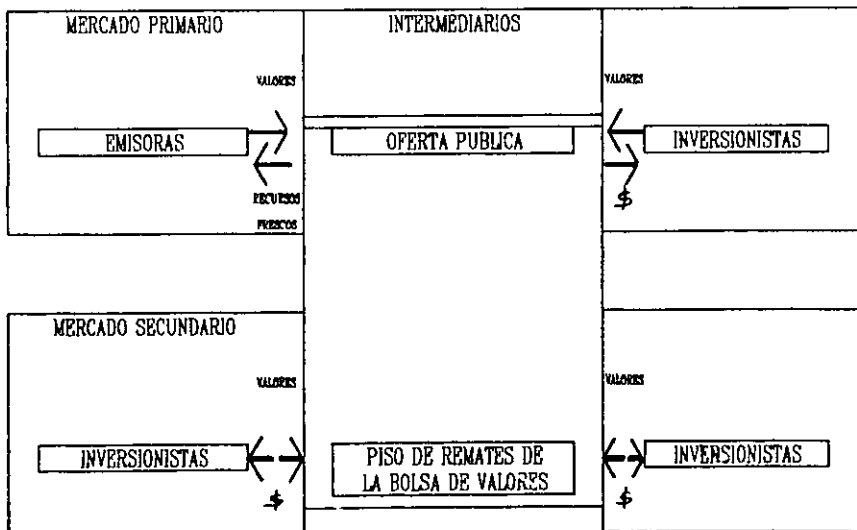 MERCADO PRIMARIO
INTERMEDIARIOS
VALORES
VALORES
EMISORAS
OFERTA PUBLICA
INVERSIONISTAS
RECURSOS
FRESCOS
$
MERCADO SECUNDARIO
VALORES
VALORES
INVERSIONISTAS
PISO DE REMATES DE
LA BOLSA DE VALORES
INVERSIONISTAS
$
$